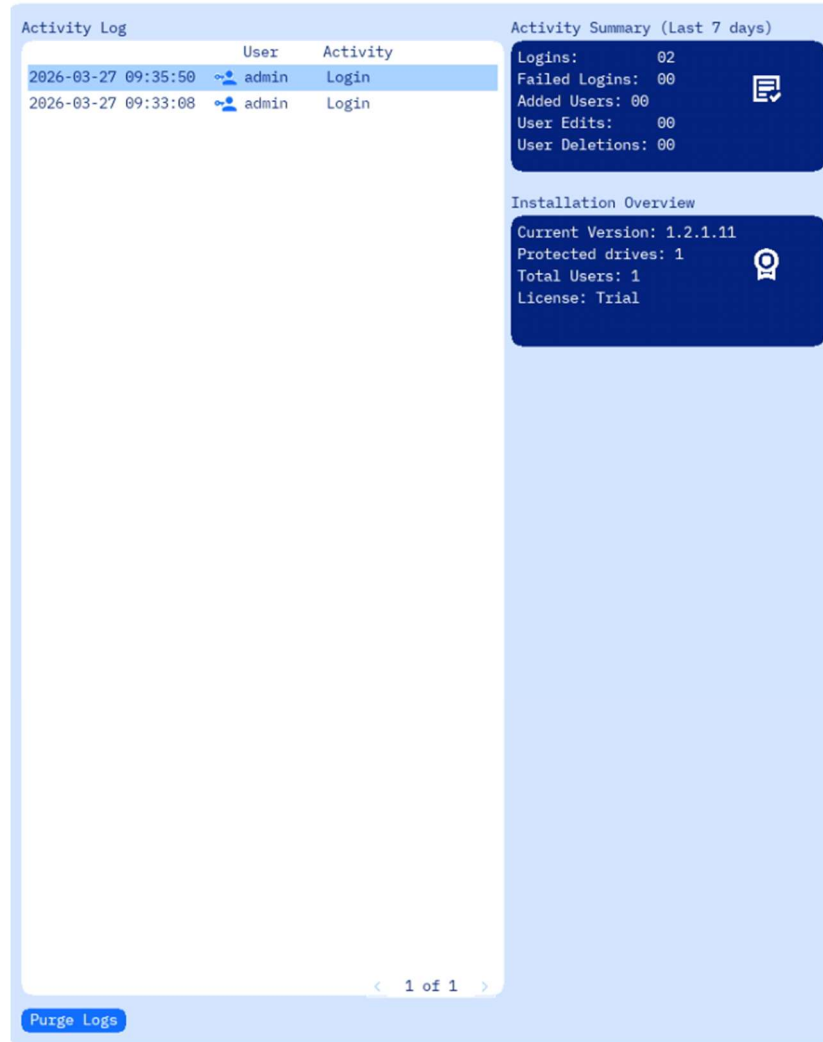 Activity Log
User Activity
2026-03-27 09:35:50 admin Login
2026-03-27 09:33:08 admin Login
< 1 of 1 >
Purge Logs
Activity Summary (Last 7 days)
Logins: 02
Failed Logins: 00
Added Users: 00
User Edits: 00
User Deletions: 00
Installation Overview
Current Version: 1.2.1.11
Protected drives: 1
Total Users: 1
License: Trial